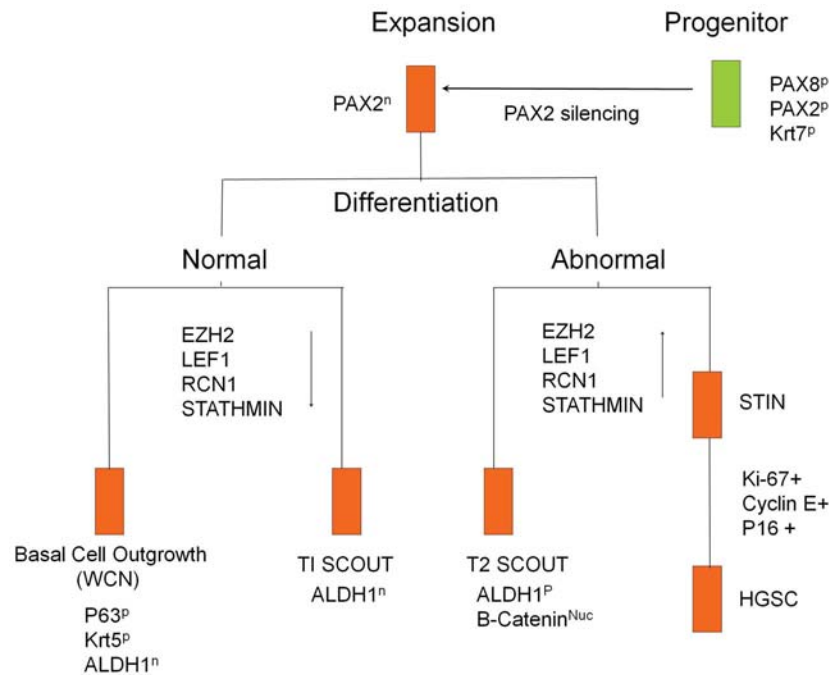 Expansion
Progenitor
PAX2ⁿ
PAX2 silencing
PAX8ᵖ
PAX2ᵖ
Krt7ᵖ
Differentiation
Normal
Abnormal
EZH2
LEF1
RCN1
STATHMIN
EZH2
LEF1
RCN1
STATHMIN
STIN
Ki-67+
Cyclin E+
P16 +
HGSC
Basal Cell Outgrowth
(WCN)
P63ᵖ
Krt5ᵖ
ALDH1ⁿ
TI SCOUT
ALDH1ⁿ
T2 SCOUT
ALDH1ᴾ
B-Cateninᴺᵘᶜ